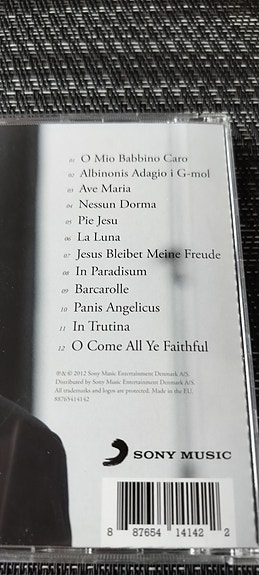 01 O Mio Babbino Caro
02 Albinonis Adagio i G-mol
03 Ave Maria
04 Nessun Dorma
05 Pie Jesu
06 La Luna
07 Jesus Bleibet Meine Freude
08 In Paradisum
09 Barcarolle
10 Panis Angelicus
11 In Trutina
12 O Come All Ye Faithful
℗ & © 2012 Sony Music Entertainment Denmark A/S.
Distributed by Sony Music Entertainment Denmark A/S.
All trademarks and logos are protected. Made in the EU.
88765414142
SONY MUSIC
8 87654 14142 2